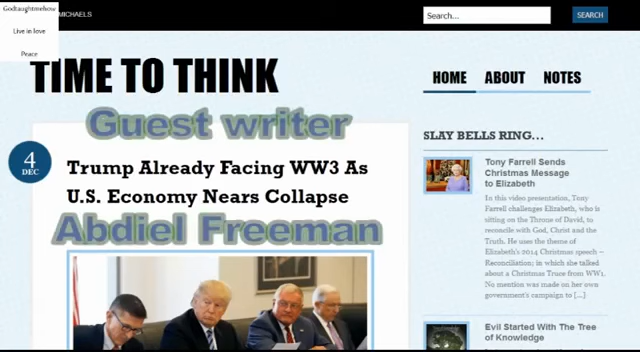 Godtaughtmehow
Live in love
Peace
MICHAELS
Search...
SEARCH
TIME TO THINK
HOME
ABOUT
NOTES
Guest writer
4
DEC
Trump Already Facing WW3 As
U.S. Economy Nears Collapse
Abdiel Freeman
SLAY BELLS RING...
Tony Farrell Sends
Christmas Message
to Elizabeth
In this video presentation, Tony
Farrell challenges Elizabeth, who is
sitting on the Throne of David, to
reconcile with God, Christ and the
Truth. He uses the theme of
Elizabeth's 2014 Christmas speech –
Reconciliation; in which she talked
about a Christmas Truce from WW1.
No mention was made on her own
government's campaign to [...]
Evil Started With The Tree
of Knowledge